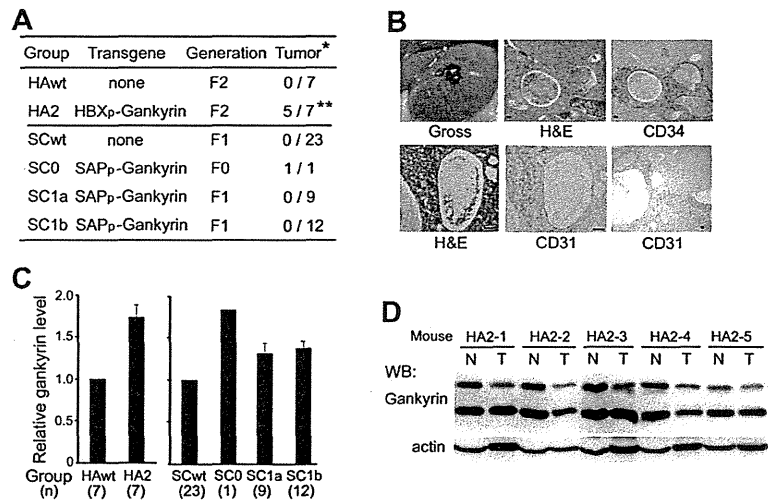 A
Group Transgene Generation Tumor*
HAwt none F2 0 / 7
HA2 HBXp-Gankyrin F2 5 / 7**
SCwt none F1 0 / 23
SC0 SAPp-Gankyrin F0 1 / 1
SC1a SAPp-Gankyrin F1 0 / 9
SC1b SAPp-Gankyrin F1 0 / 12
B
Gross H&E CD34
H&E CD31 CD31
C
Relative gankyrin level
2.0
1.5
1.0
0.5
0
Group HAwt HA2 SCwt SC0 SC1a SC1b
(n) (7) (7) (23) (1) (9) (12)
D
Mouse HA2-1 HA2-2 HA2-3 HA2-4 HA2-5
N T N T N T N T N T
WB:
Gankyrin
actin